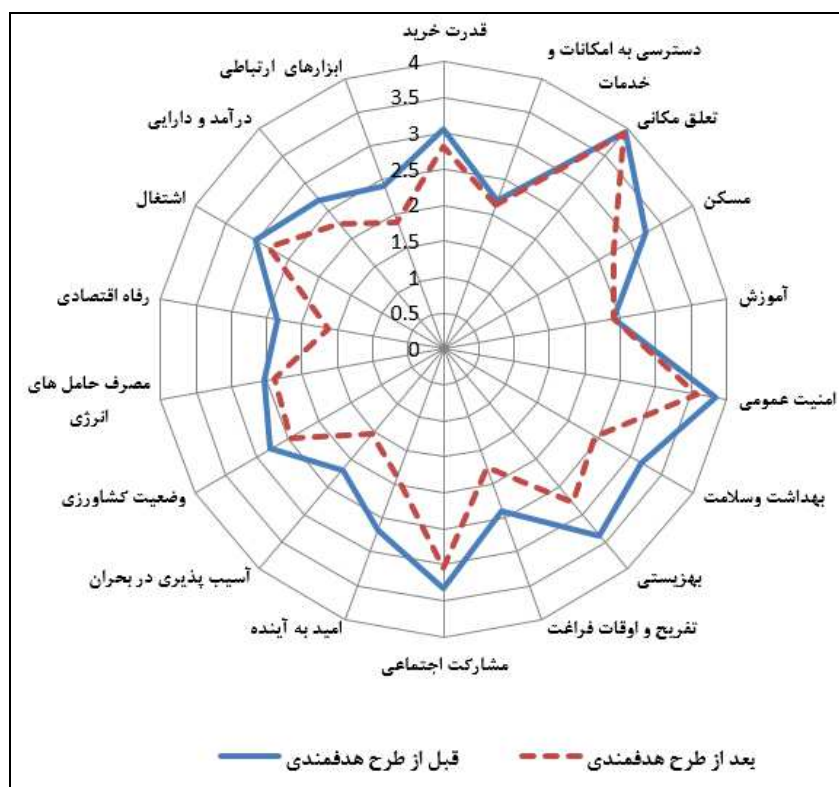 قدرت خرید
دسترسی به امکانات و
خدمات
تعلق مکانی
مسکن
آموزش
امنیت عمومی
بهداشت وسلامت
بهزیستی
تفریح و اوقات فراغت
مشارکت اجتماعی
امید به آینده
آسیب پذیری در بحران
وضعیت کشاورزی
مصرف حامل های
انرژی
رفاه اقتصادی
اشتغال
درآمد و دارایی
ابزارهای ارتباطی
4
3.5
3
2.5
2
1.5
1
0.5
0
بعد از طرح هدفمندی
قبل از طرح هدفمندی